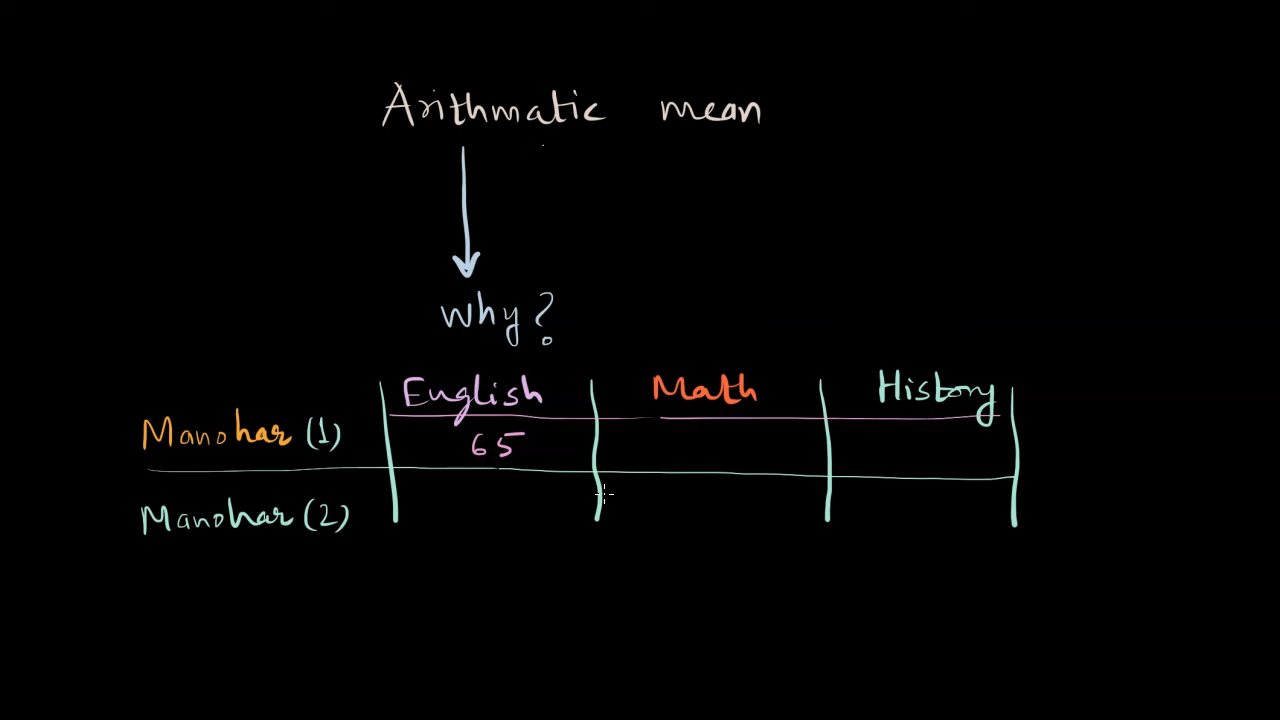 Arithmatic mean
why?
English Math History
Manohar (1) 65
Manohar (2)